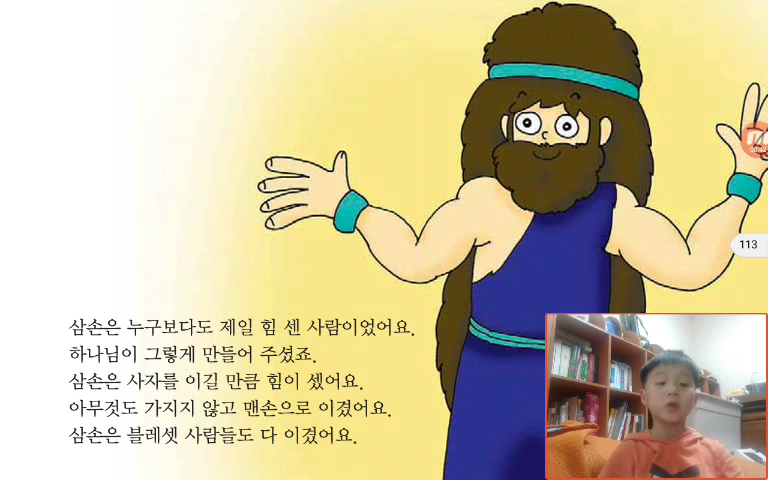 삼손은 누구보다도 제일 힘 센 사람이었어요.
하나님이 그렇게 만들어 주셨죠.
삼손은 사자를 이길 만큼 힘이 셌어요.
아무것도 가지지 않고 맨손으로 이겼어요.
삼손은 블레셋 사람들도 다 이겼어요.
113